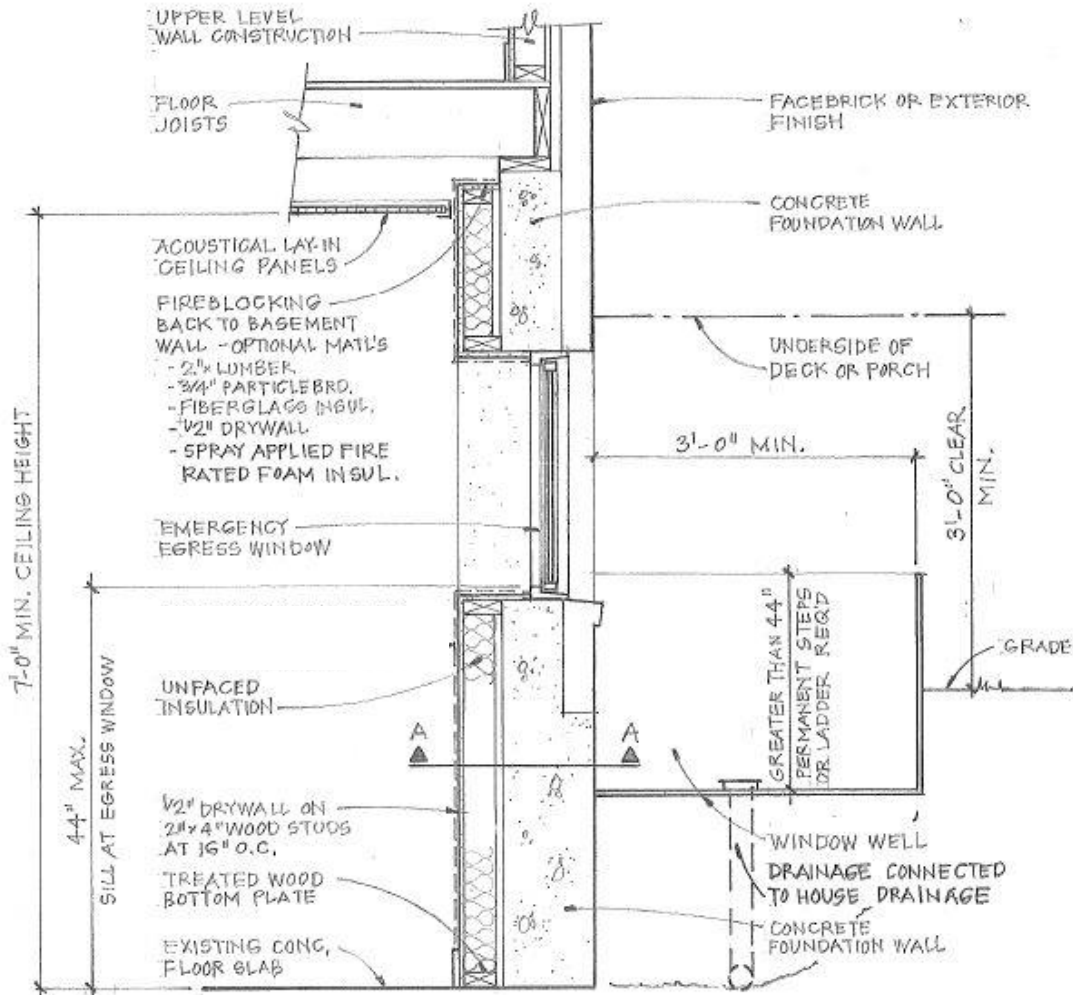 UPPER LEVEL
WALL CONSTRUCTION
FLOOR
JOISTS
FACEBRICK OR EXTERIOR
FINISH
CONCRETE
FOUNDATION WALL
ACOUSTICAL LAY-IN
CEILING PANELS
FIREBLOCKING
BACK TO BASEMENT
WALL - OPTIONAL MATL'S
- 2"x LUMBER
- 3/4" PARTICLEBRD.
- FIBERGLASS INSUL.
- 1/2" DRYWALL
- SPRAY APPLIED FIRE
RATED FOAM INSUL.
UNDERSIDE OF
DECK OR PORCH
3'-0" MIN.
3'-0" CLEAR
MIN.
7'-0" MIN. CEILING HEIGHT
EMERGENCY
EGRESS WINDOW
44" MAX.
SILL AT EGRESS WINDOW
GREATER THAN 44"
PERMANENT STEPS
OR LADDER REQ'D
GRADE
UNFACED
INSULATION
A A
1/2" DRYWALL ON
2"x4" WOOD STUDS
AT 16" O.C.
WINDOW WELL
DRAINAGE CONNECTED
TO HOUSE DRAINAGE
TREATED WOOD
BOTTOM PLATE
CONCRETE
FOUNDATION WALL
EXISTING CONC.
FLOOR SLAB